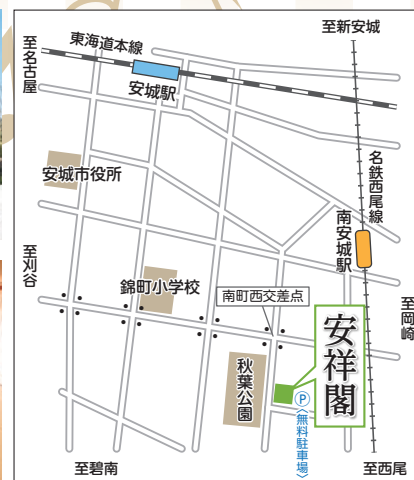 至新安城
至名古屋
東海道本線
安城駅
名鉄西尾線
安城市役所
南安城駅
至刈谷
錦町小学校
南町西交差点
至岡崎
安祥閣
秋葉公園
Ⓟ〈無料駐車場〉
至碧南
至西尾